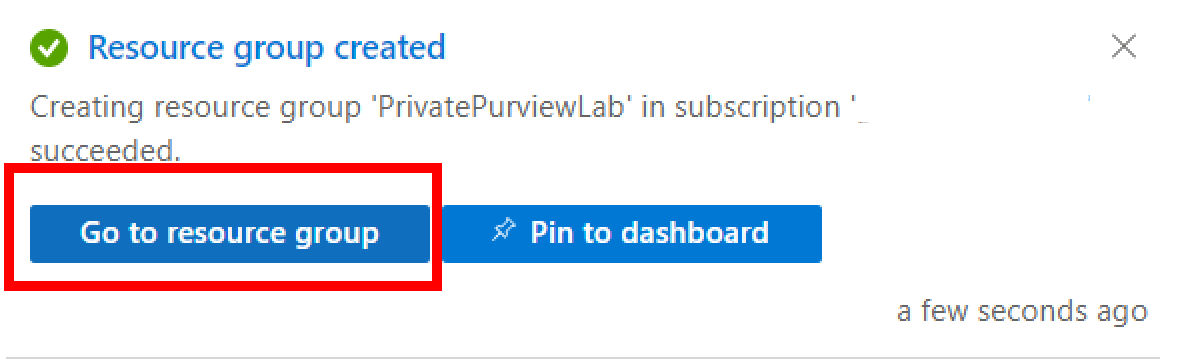 Resource group created
Creating resource group 'PrivatePurviewLab' in subscription '_ '
succeeded.
Go to resource group
Pin to dashboard
a few seconds ago